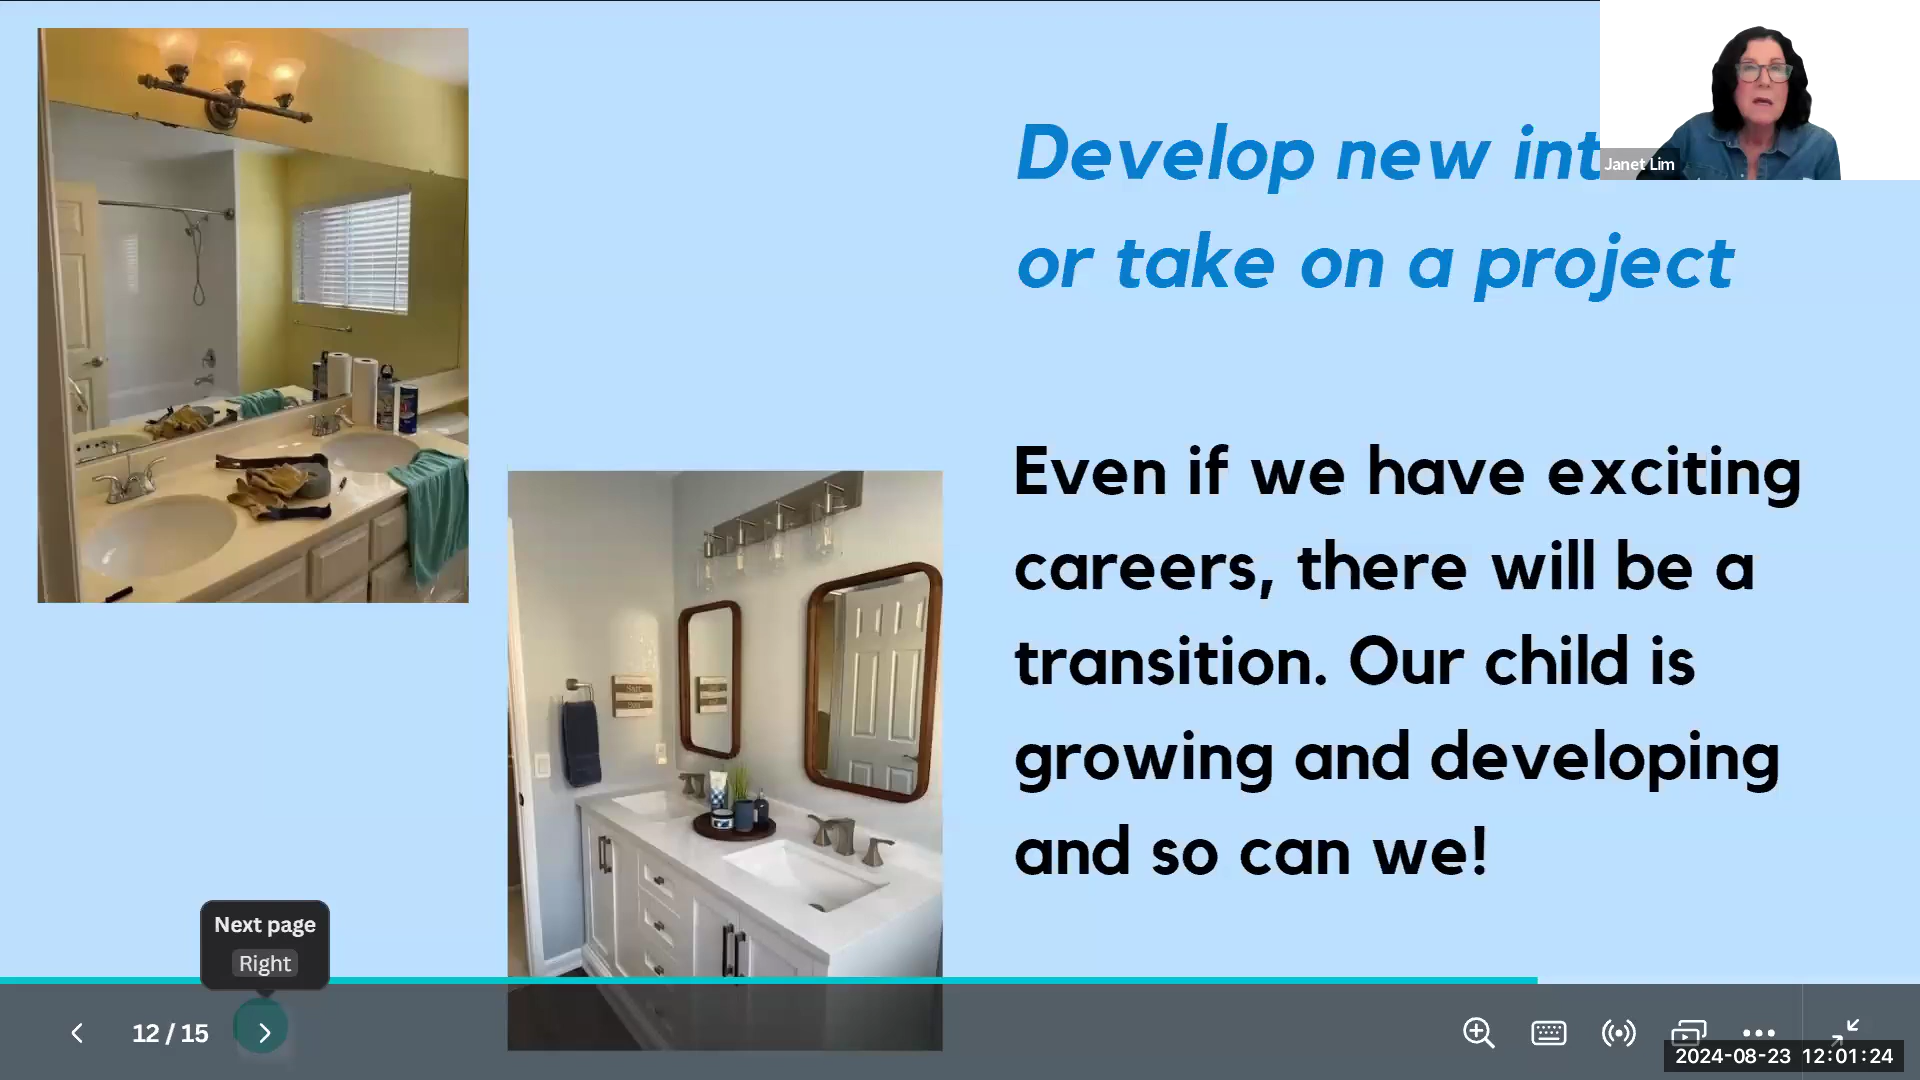 Develop new int
or take on a project
Janet Lim
Even if we have exciting
careers, there will be a
transition. Our child is
growing and developing
and so can we!
Next page
Right
12 / 15
2024-08-23 12:01:24